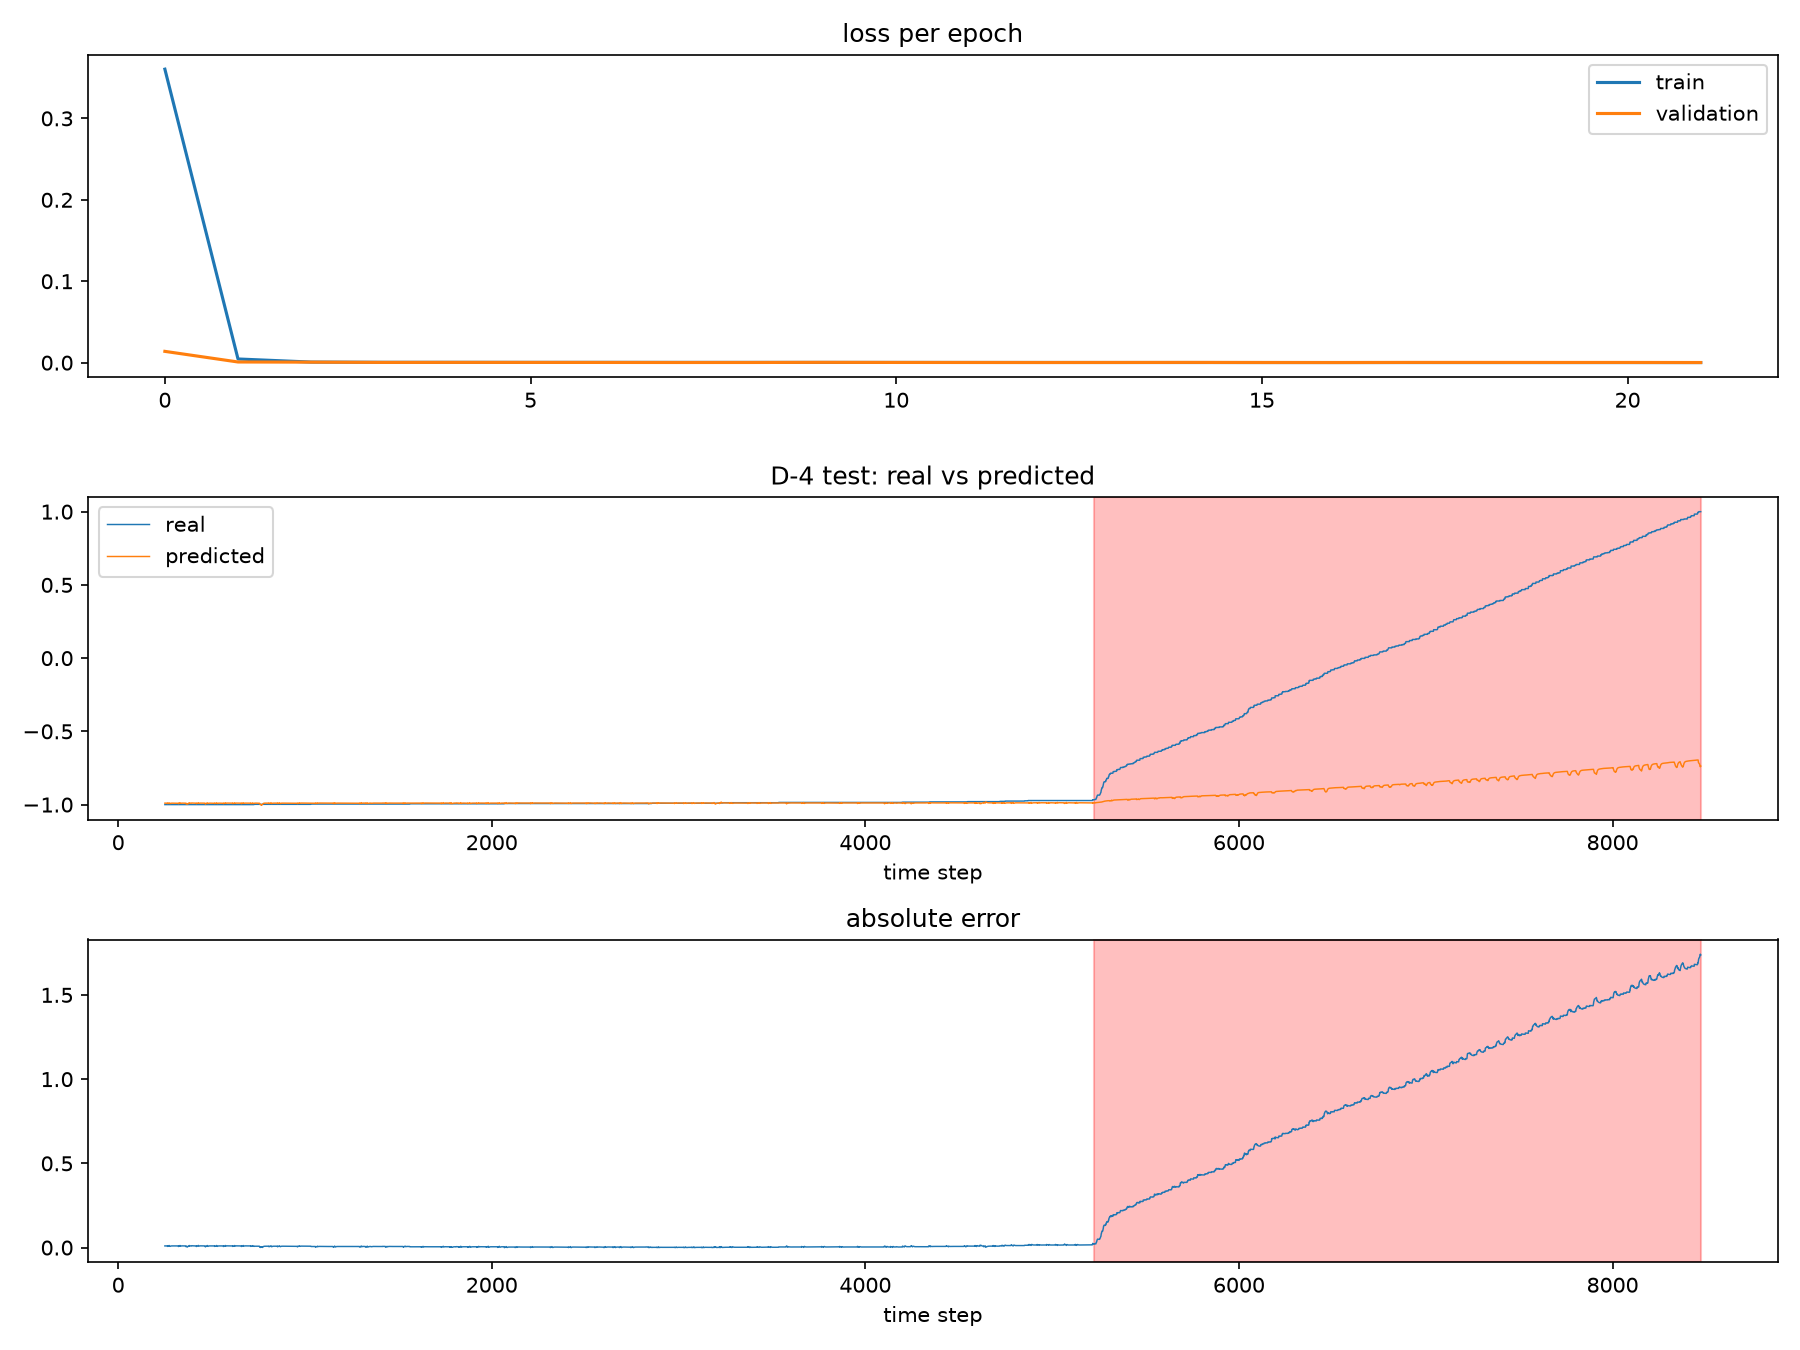 loss per epoch
train
validation
0.3
0.2
0.1
0.0
0 5 10 15 20
D-4 test: real vs predicted
real
predicted
1.0
0.5
0.0
−0.5
−1.0
0 2000 4000 6000 8000
time step
absolute error
1.5
1.0
0.5
0.0
0 2000 4000 6000 8000
time step